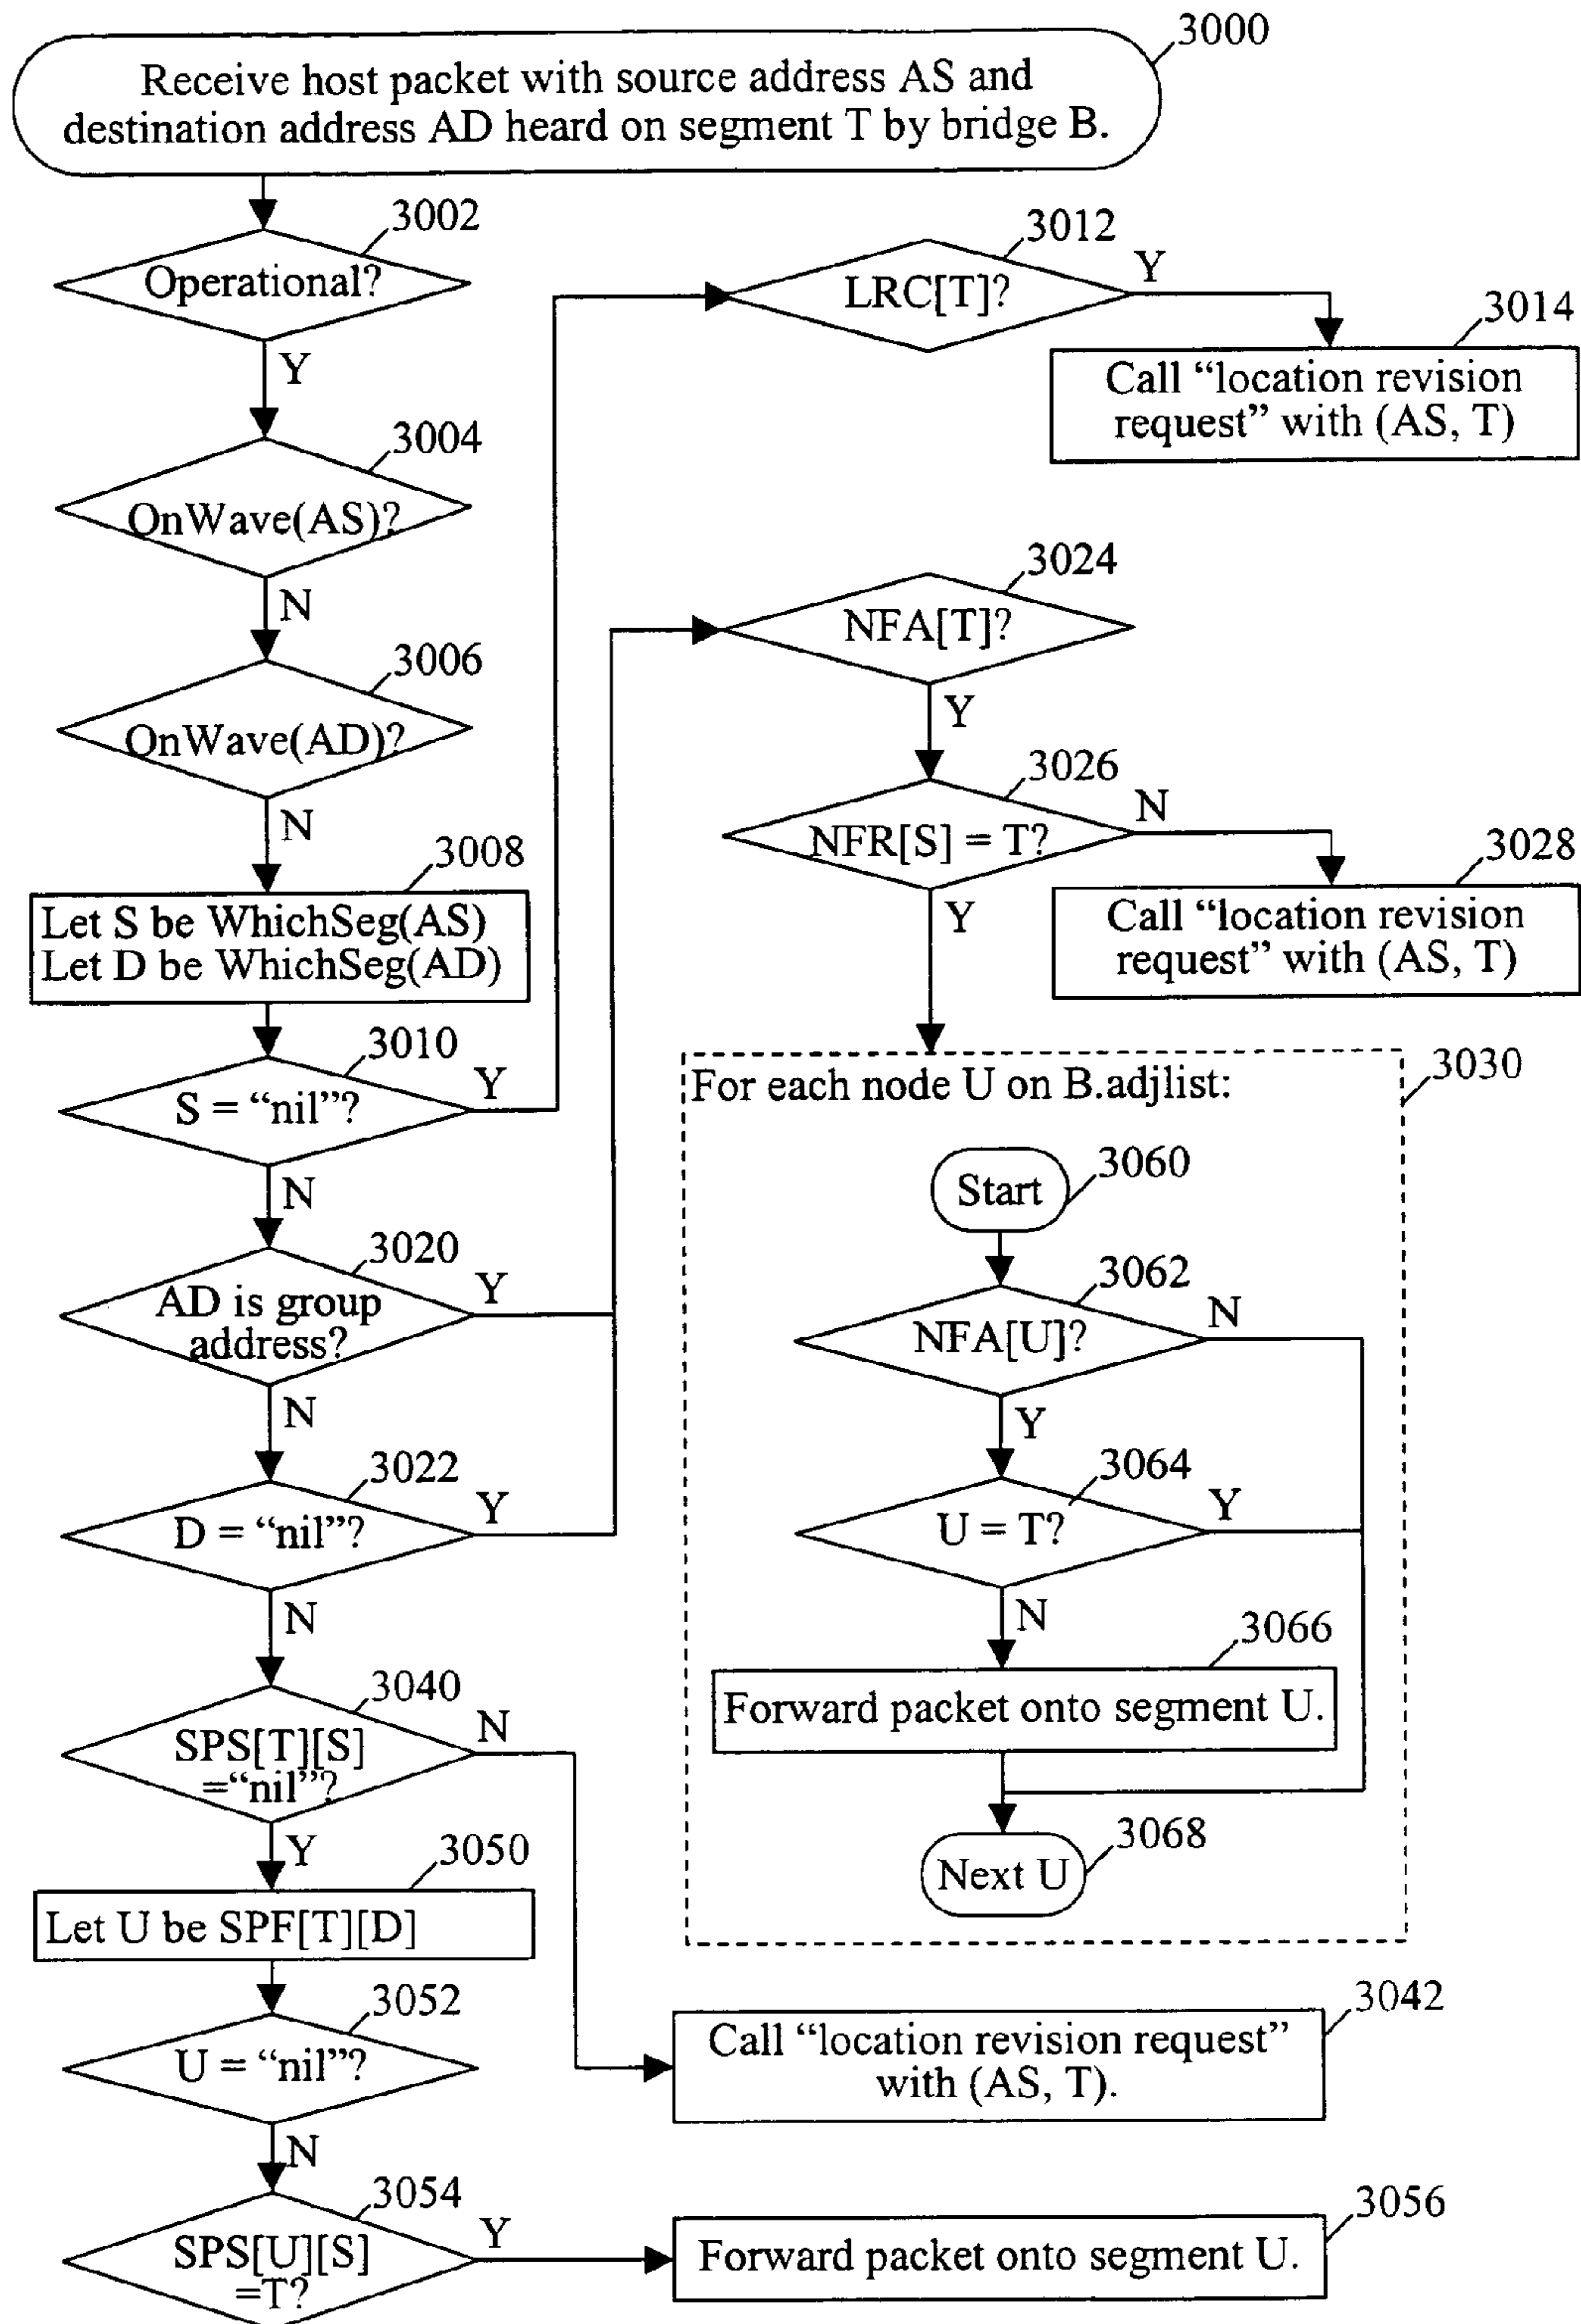 3000
Receive host packet with source address AS and
destination address AD heard on segment T by bridge B.
3002
Operational?
Y
3004
OnWave(AS)?
N
3006
OnWave(AD)?
N
3008
Let S be WhichSeg(AS)
Let D be WhichSeg(AD)
3010
S = “nil”?
Y
N
3012
LRC[T]?
Y
3014
Call “location revision
request” with (AS, T)
3020
AD is group
address?
Y
N
3022
D = “nil”?
Y
N
3024
NFA[T]?
Y
3026
NFR[S] = T?
N
Y
3028
Call “location revision
request” with (AS, T)
3030
For each node U on B.adjlist:
3060
Start
3062
NFA[U]?
N
Y
3064
U = T?
Y
N
3066
Forward packet onto segment U.
3068
Next U
3040
SPS[T][S]
=“nil”?
N
Y
3042
Call “location revision request”
with (AS, T).
3050
Let U be SPF[T][D]
3052
U = “nil”?
N
3054
SPS[U][S]
=T?
Y
3056
Forward packet onto segment U.